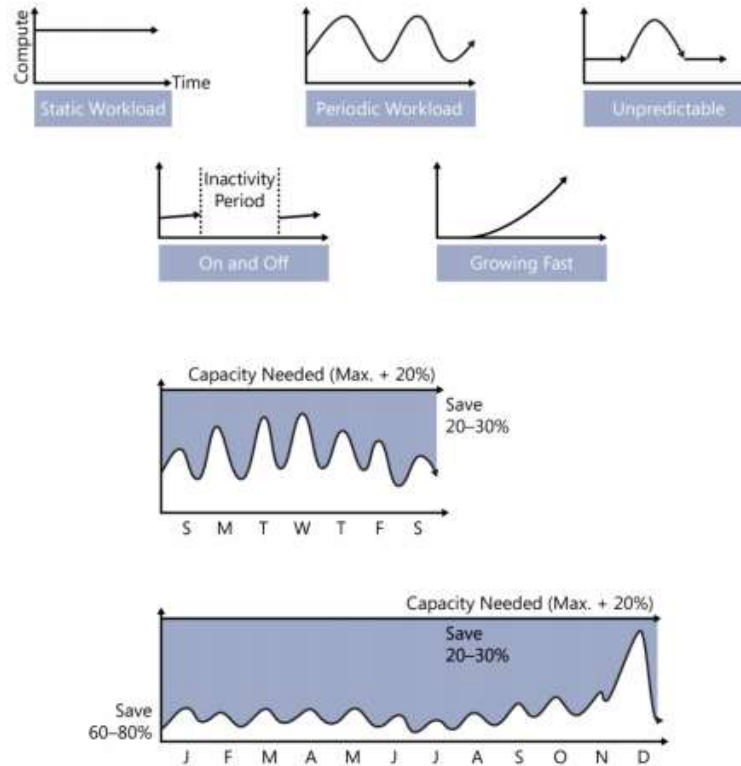 Compute
Time
Static Workload
Periodic Workload
Unpredictable
Inactivity
Period
On and Off
Growing Fast
Capacity Needed (Max. + 20%)
Save
20–30%
S M T W T F S
Capacity Needed (Max. + 20%)
Save
20–30%
Save
60–80%
J F M A M J J A S O N D